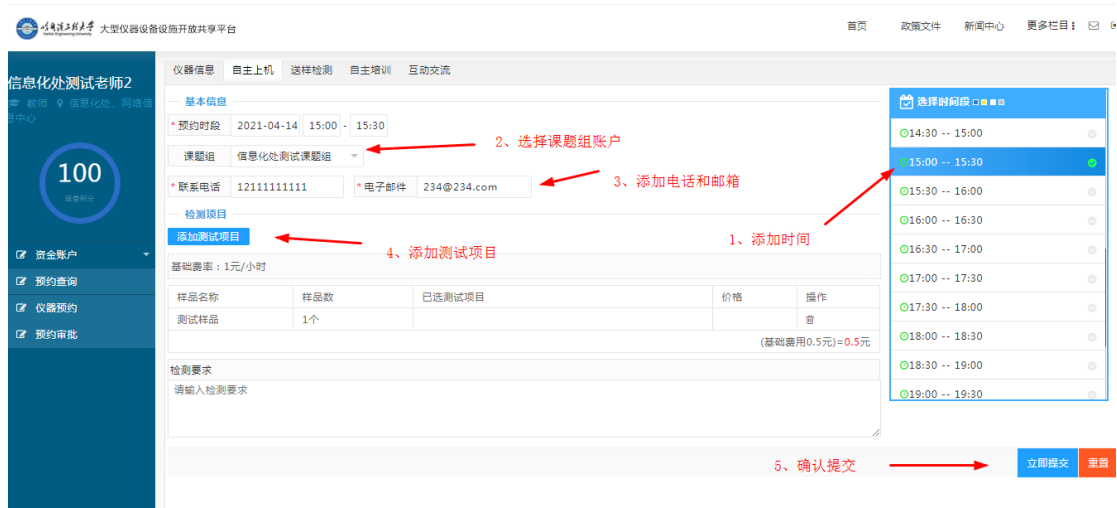 哈尔滨工程大学 大型仪器设备设施开放共享平台
首页 政策文件 新闻中心 更多栏目
信息化处测试老师2
教师 信息化处、网络信
息中心
100
信誉积分
资金账户
预约查询
仪器预约
预约审批
仪器信息 自主上机 送样检测 自主培训 互动交流
基本信息
* 预约时段 2021-04-14 15:00 - 15:30
2、选择课题组账户
课题组 信息化处测试课题组
* 联系电话 12111111111 * 电子邮件 234@234.com
3、添加电话和邮箱
检测项目
添加测试项目
4、添加测试项目
1、添加时间
基础费率：1元/小时
样品名称 样品数 已选测试项目 价格 操作
测试样品 1个
(基础费用0.5元)=0.5元
检测要求
请输入检测要求
选择时间段
14:30 -- 15:00
15:00 -- 15:30
15:30 -- 16:00
16:00 -- 16:30
16:30 -- 17:00
17:00 -- 17:30
17:30 -- 18:00
18:00 -- 18:30
18:30 -- 19:00
19:00 -- 19:30
5、确认提交
立即提交 重置